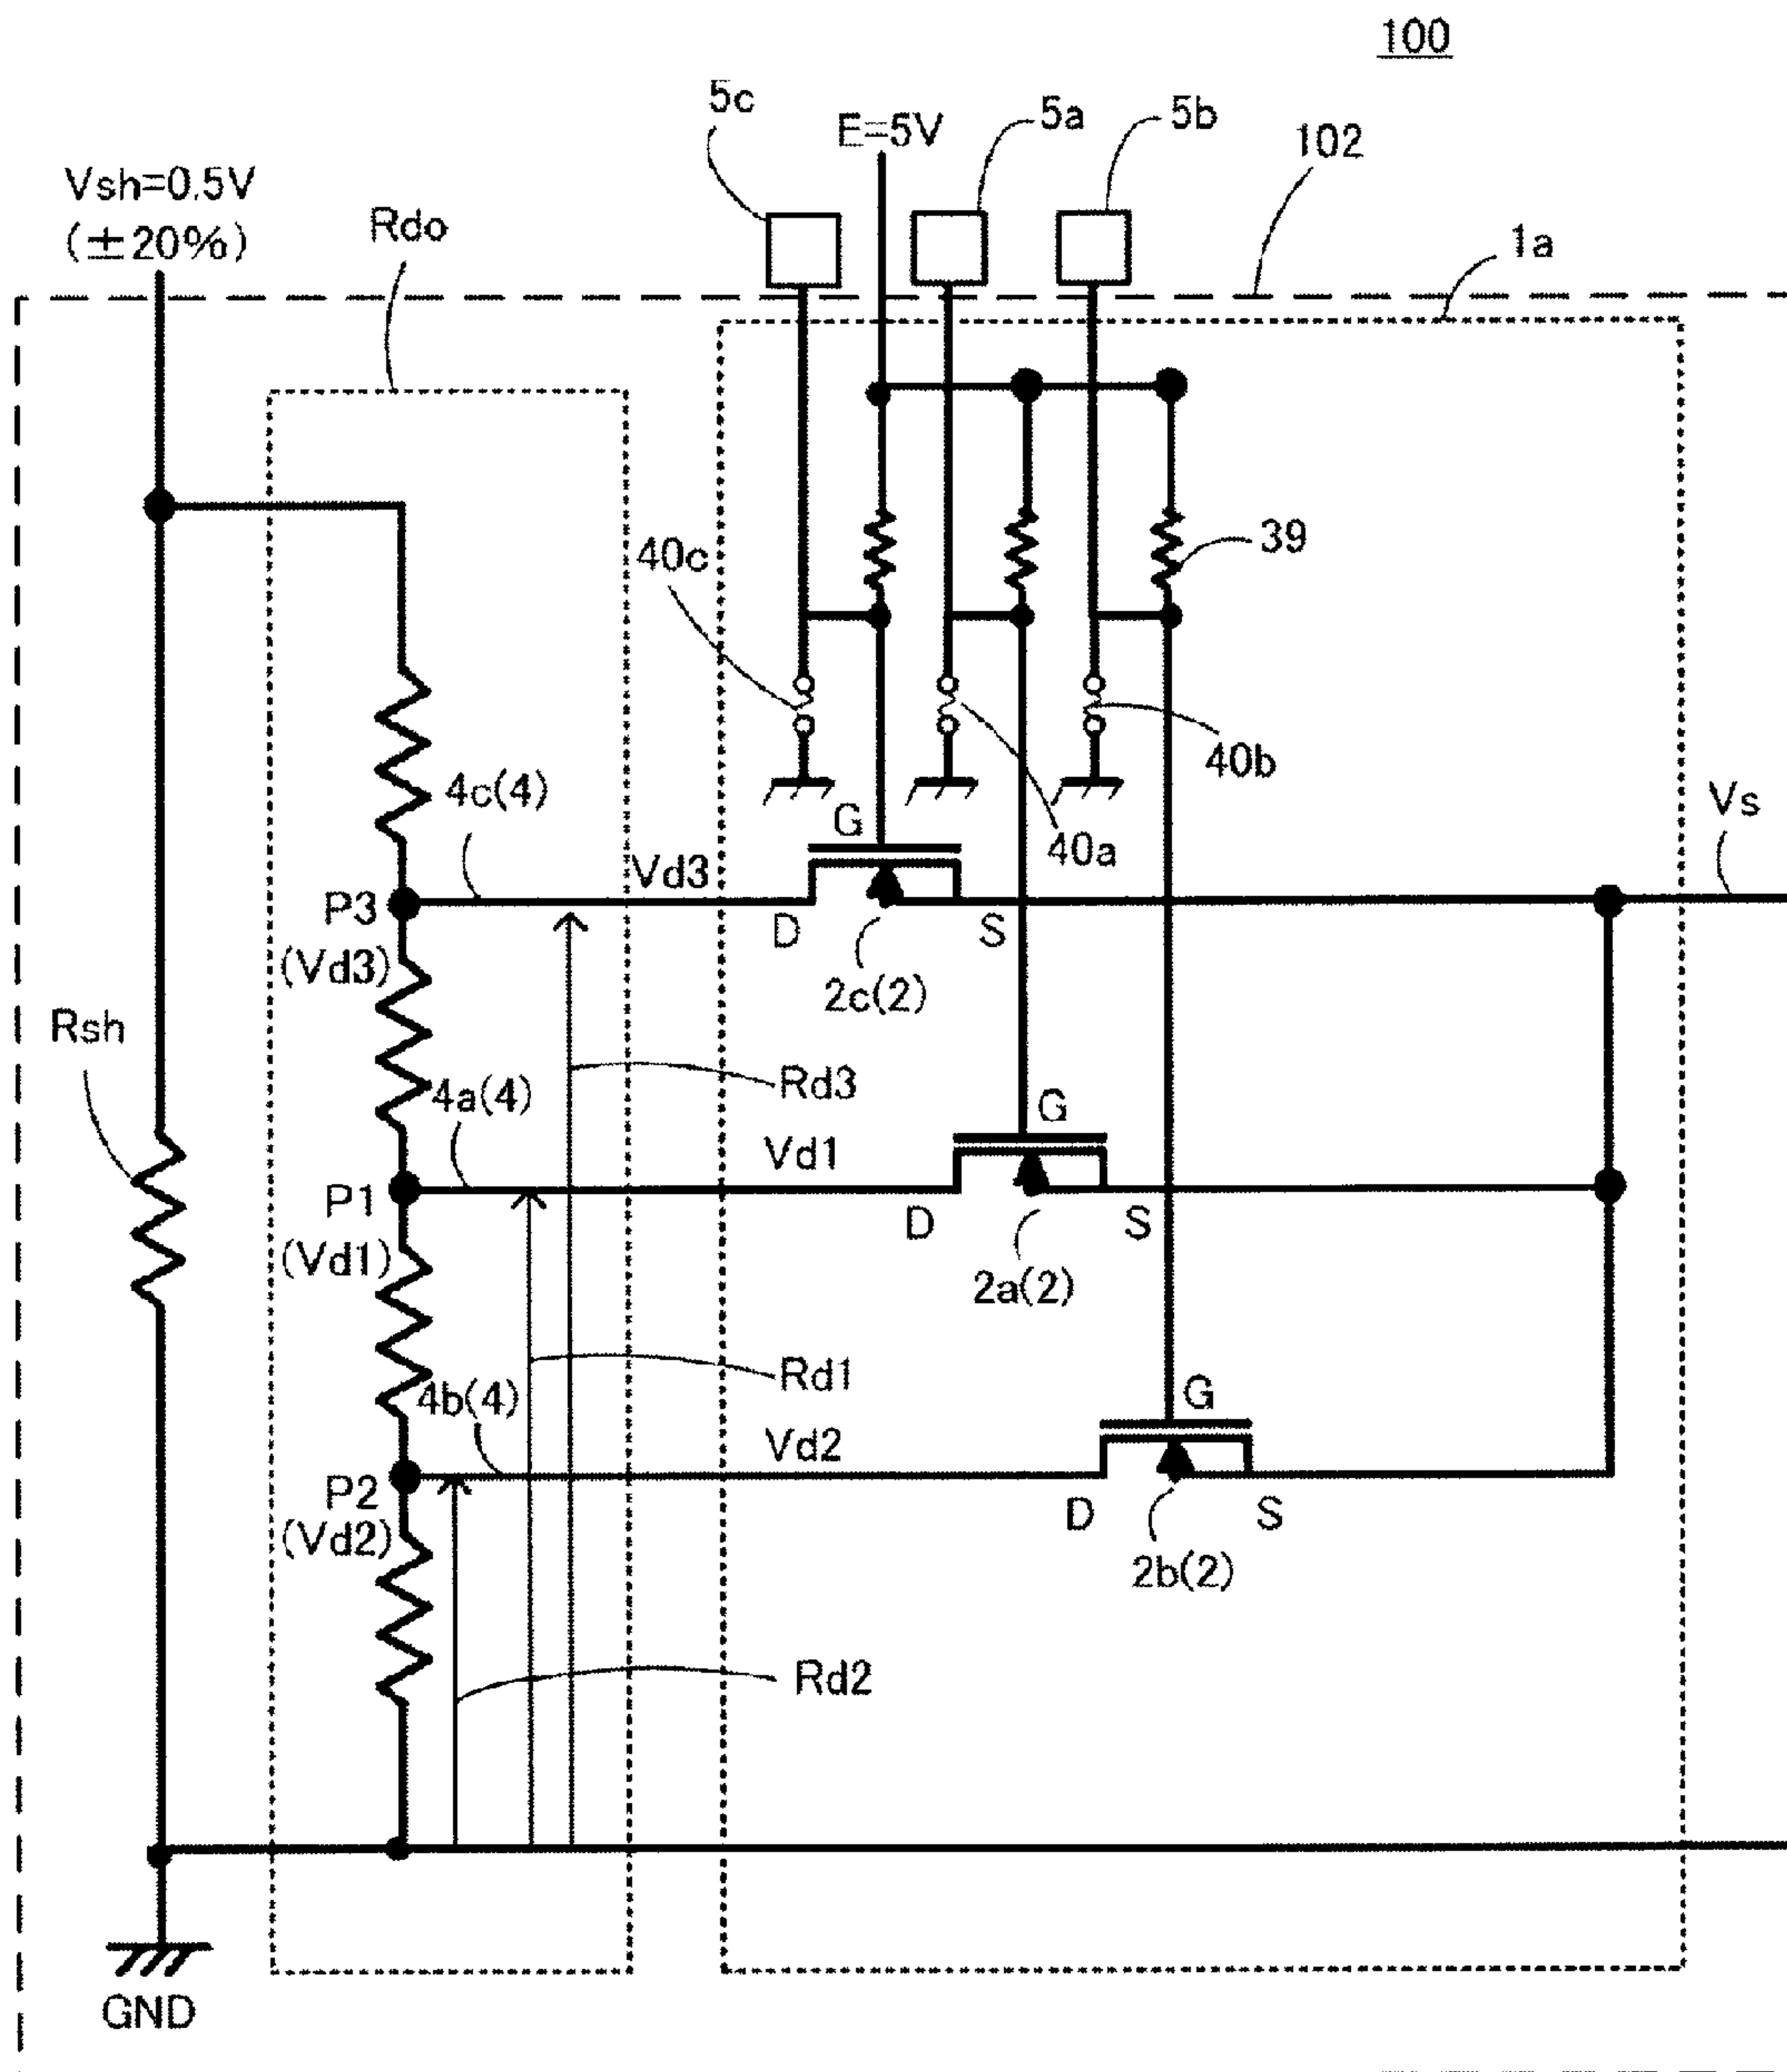 100
5c
E=5V
5a
5b
102
Vsh=0.5V
(±20%)
Rdo
1a
40c
39
40b
40a
4c(4)
G
Vs
Vd3
P3
(Vd3)
D
S
2c(2)
Rsh
4a(4)
Rd3
G
Vd1
P1
(Vd1)
D
S
2a(2)
4b(4)
Rd1
G
Vd2
P2
(Vd2)
D
S
2b(2)
Rd2
GND